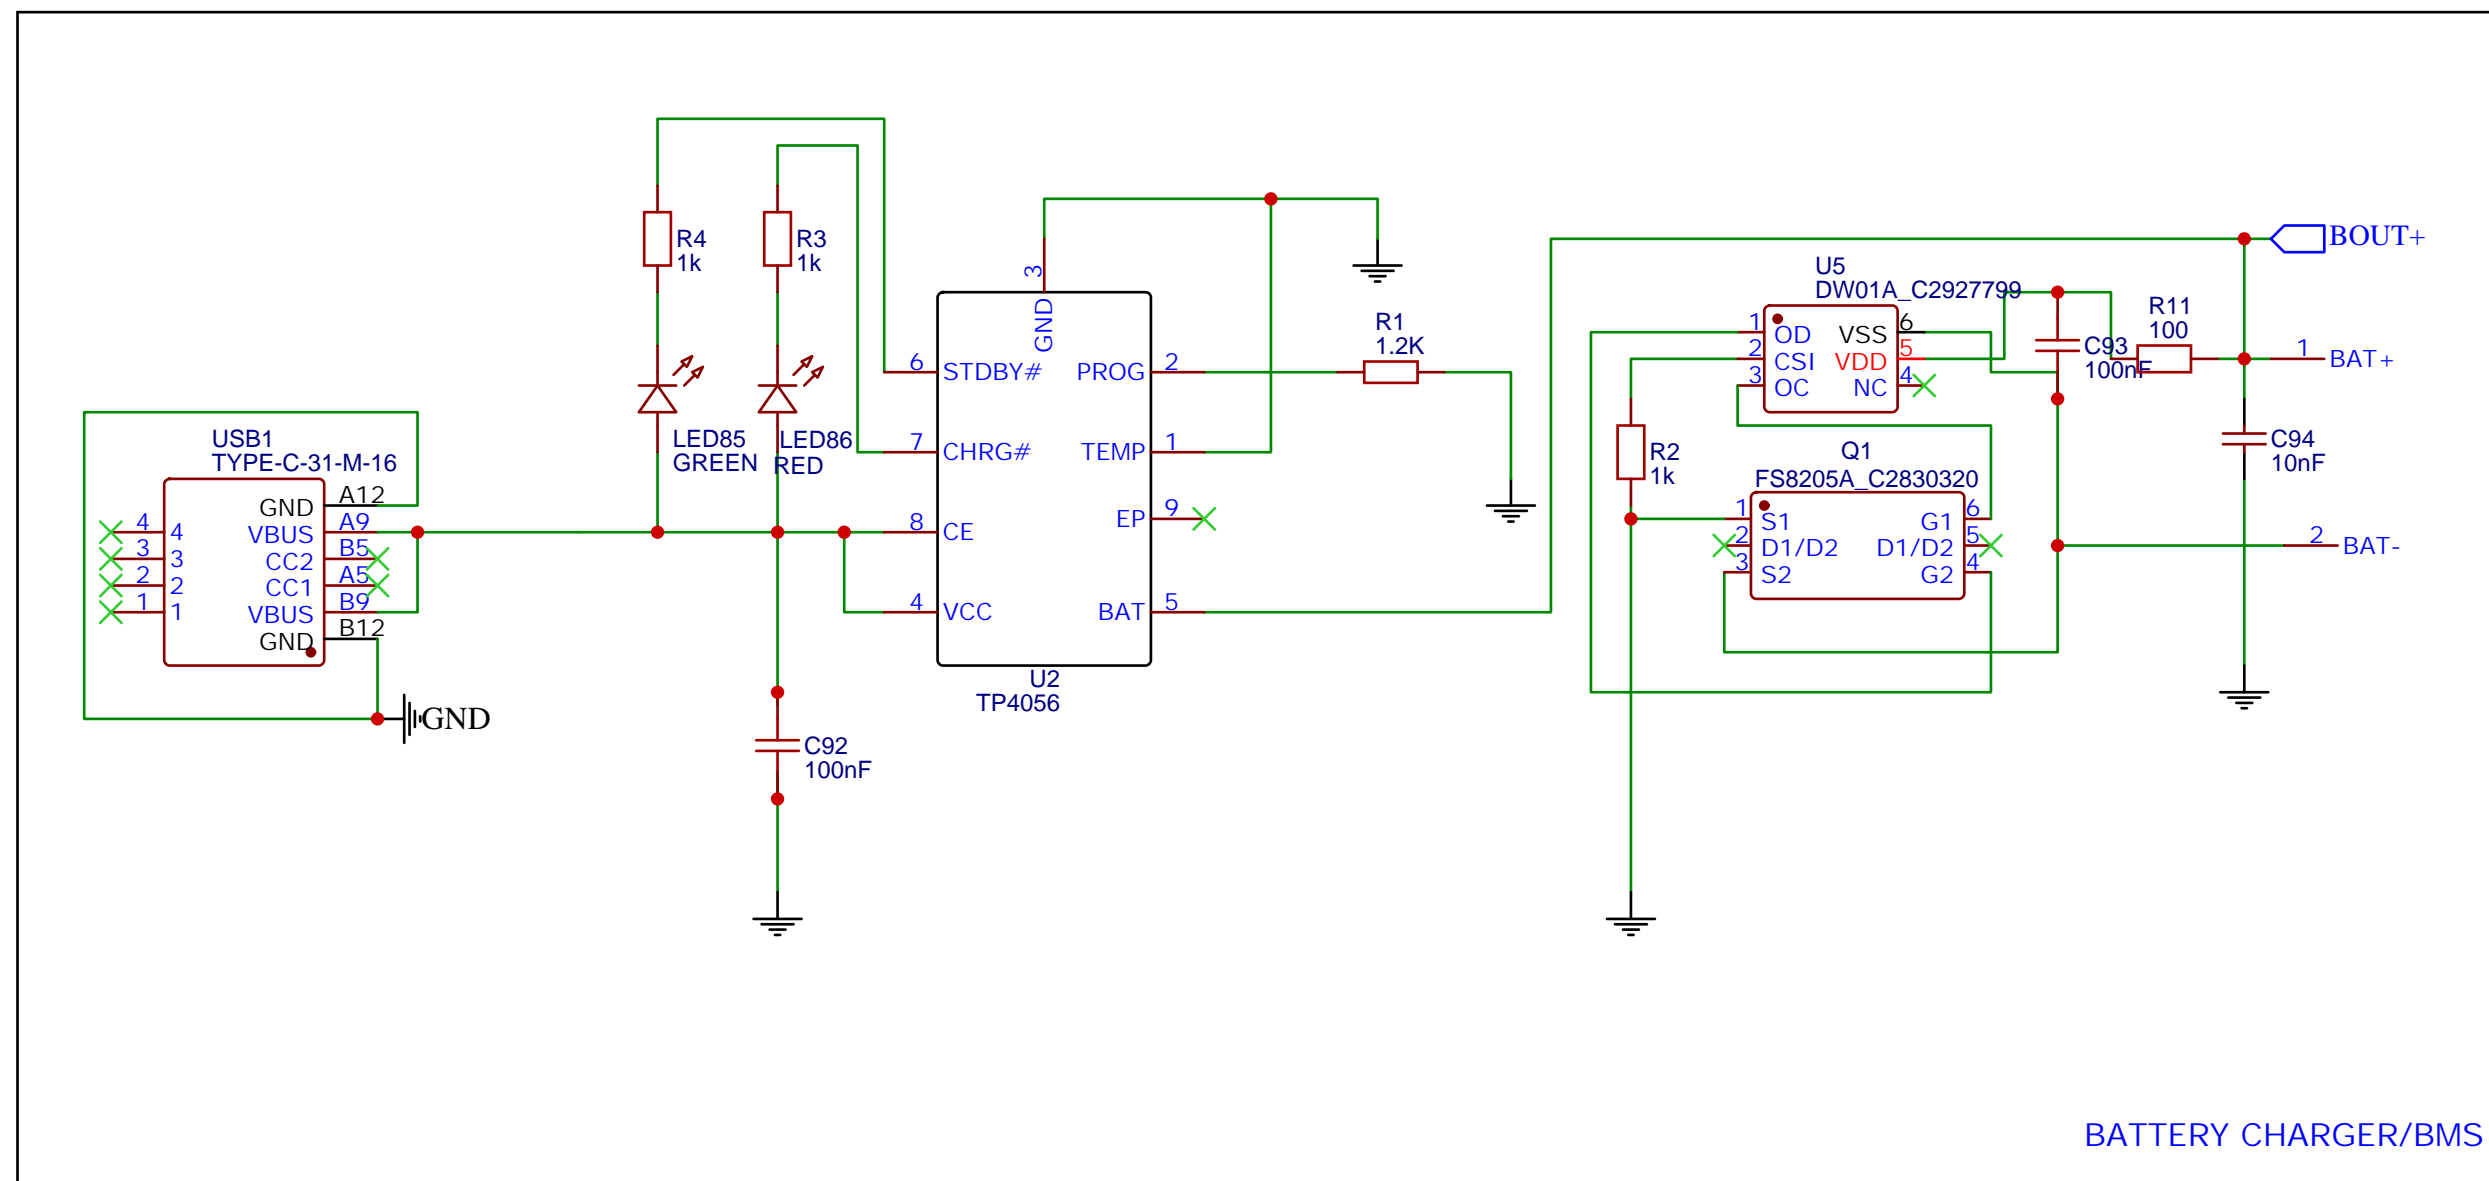 R4
1k
R3
1k
LED85
GREEN
LED86
RED
USB1
TYPE-C-31-M-16
GND A12
VBUS A9
CC2 B5
CC1 A5
VBUS B9
GND B12
4 4
3 3
2 2
1 1
GND
C92
100nF
3
GND
6 STDBY#
7 CHRG#
8 CE
4 VCC
PROG 2
TEMP 1
EP 9
BAT 5
U2
TP4056
R1
1.2K
U5
DW01A_C2927799
1 OD
2 CSI
3 OC
VSS 6
VDD 5
NC 4
R2
1k
Q1
FS8205A_C2830320
1 S1
2 D1/D2
3 S2
G1 6
D1/D2 5
G2 4
C93
100nF
R11
100
BOUT+
1 BAT+
C94
10nF
2 BAT-
BATTERY CHARGER/BMS